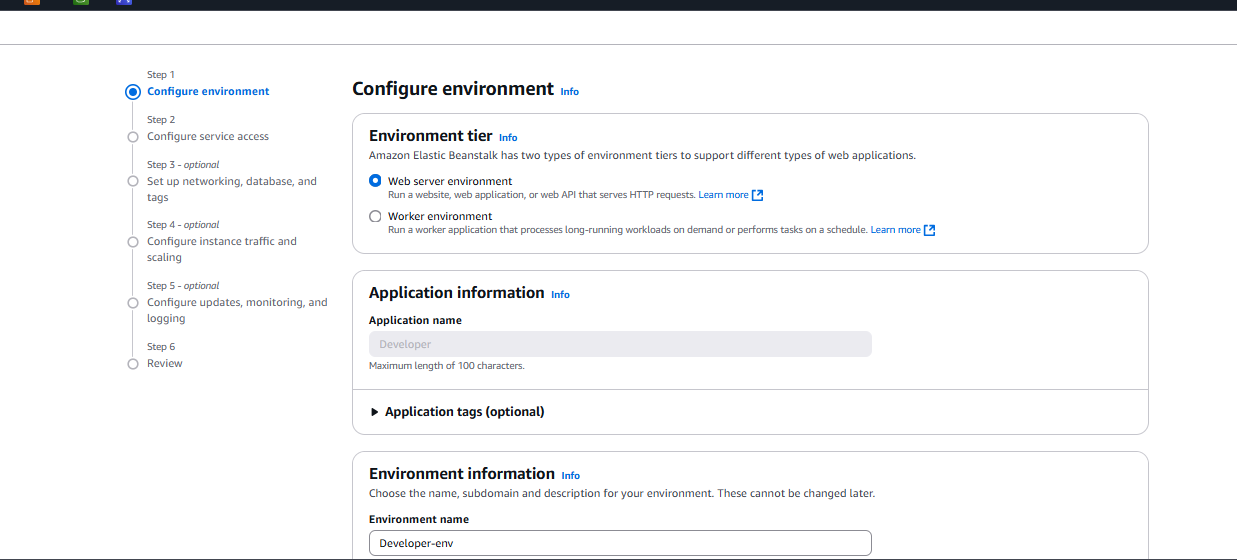 Step 1
Configure environment
Step 2
Configure service access
Step 3 - optional
Set up networking, database, and
tags
Step 4 - optional
Configure instance traffic and
scaling
Step 5 - optional
Configure updates, monitoring, and
logging
Step 6
Review
Configure environment Info
Environment tier Info
Amazon Elastic Beanstalk has two types of environment tiers to support different types of web applications.
Web server environment
Run a website, web application, or web API that serves HTTP requests. Learn more
Worker environment
Run a worker application that processes long-running workloads on demand or performs tasks on a schedule. Learn more
Application information Info
Application name
Developer
Maximum length of 100 characters.
Application tags (optional)
Environment information Info
Choose the name, subdomain and description for your environment. These cannot be changed later.
Environment name
Developer-env